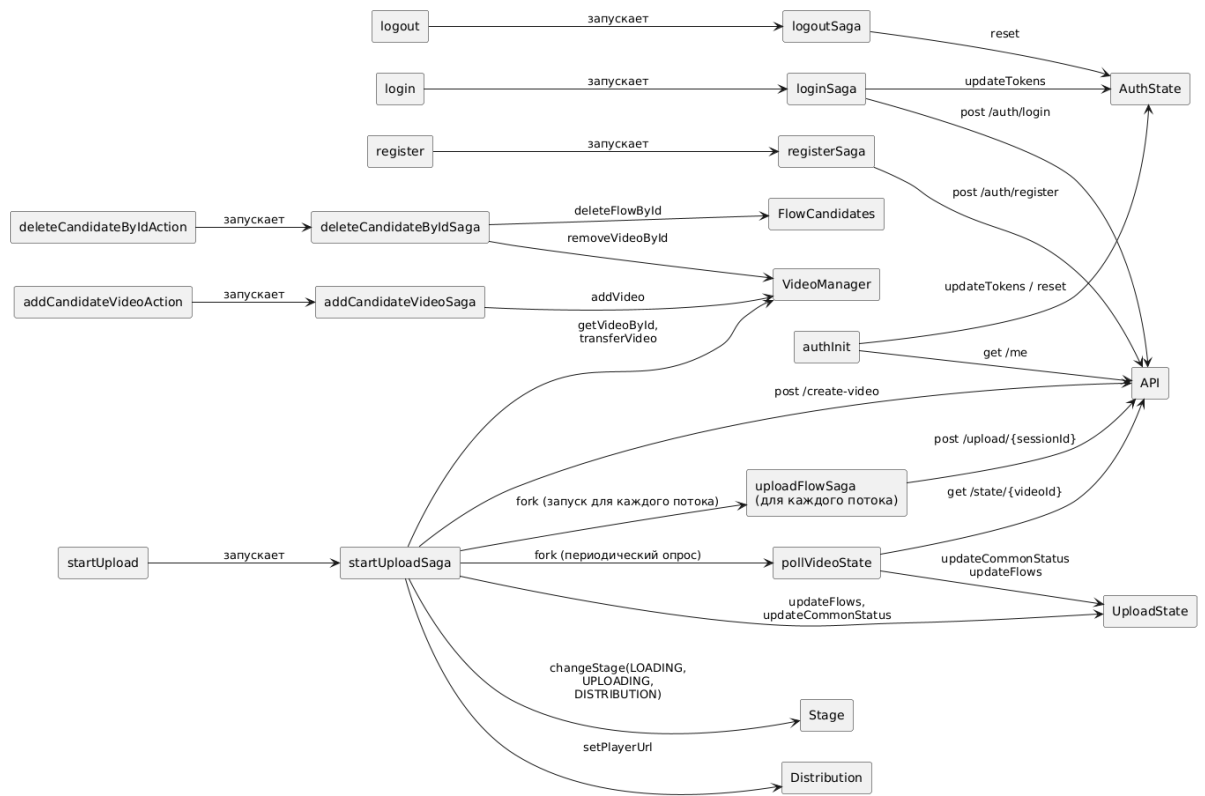 logout
запускает
logoutSaga
reset
login
запускает
loginSaga
updateTokens
AuthState
post /auth/login
register
запускает
registerSaga
post /auth/register
deleteCandidateByIdAction
запускает
deleteCandidateByIdSaga
deleteFlowById
FlowCandidates
removeVideoById
addCandidateVideoAction
запускает
addCandidateVideoSaga
addVideo
VideoManager
updateTokens / reset
getVideoById,
transferVideo
authInit
get /me
API
post /create-video
post /upload/{sessionId}
uploadFlowSaga
(для каждого потока)
fork (запуск для каждого потока)
get /state/{videoId}
startUpload
запускает
startUploadSaga
fork (периодический опрос)
pollVideoState
updateCommonStatus
updateFlows
updateFlows,
updateCommonStatus
UploadState
changeStage(LOADING,
UPLOADING,
DISTRIBUTION)
Stage
setPlayerUrl
Distribution